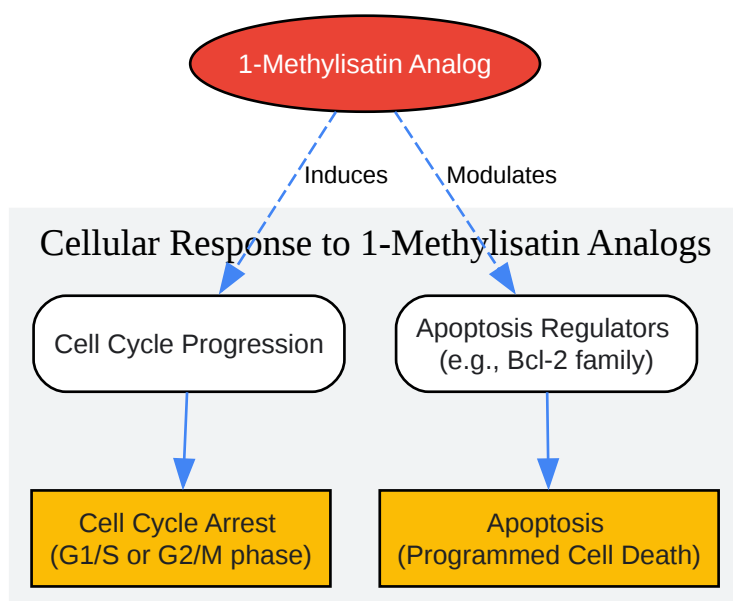 1-Methylisatin Analog
Induces
Modulates
Cellular Response to 1-Methylisatin Analogs
Cell Cycle Progression
Apoptosis Regulators
(e.g., Bcl-2 family)
Cell Cycle Arrest
(G1/S or G2/M phase)
Apoptosis
(Programmed Cell Death)